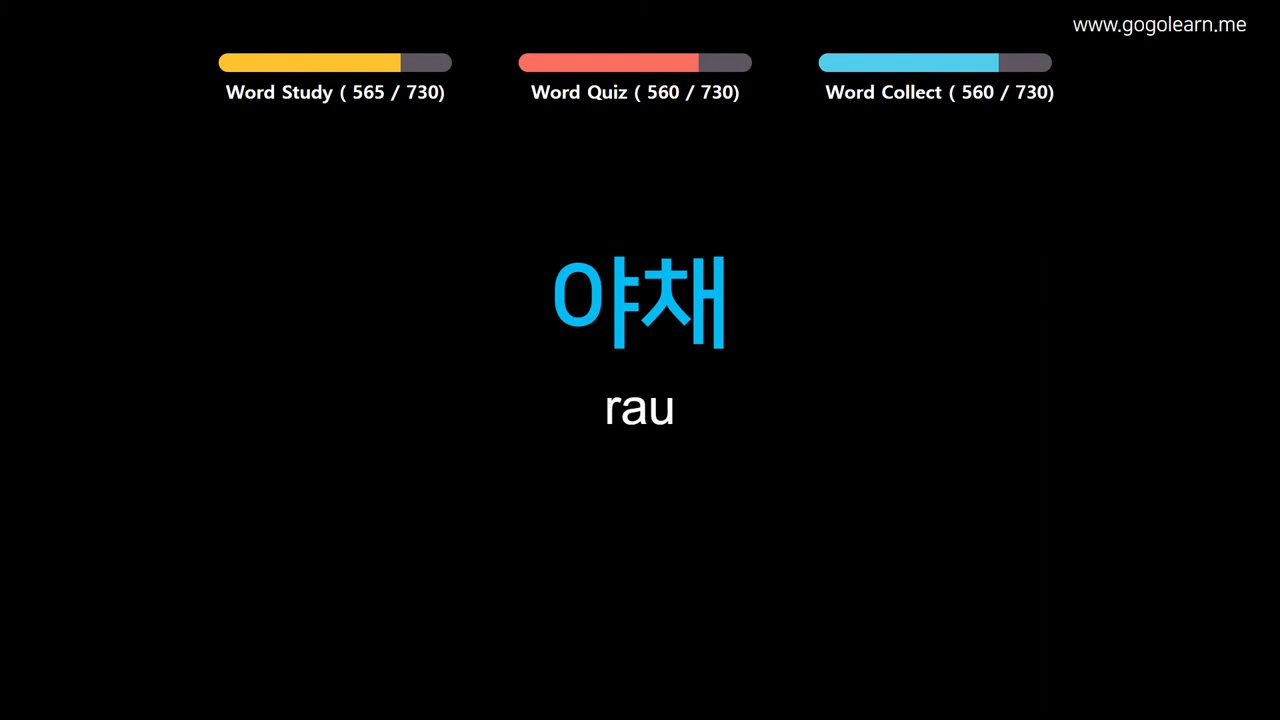 www.gogolearn.me
Word Study ( 565 / 730)
Word Quiz ( 560 / 730)
Word Collect ( 560 / 730)
야채
rau